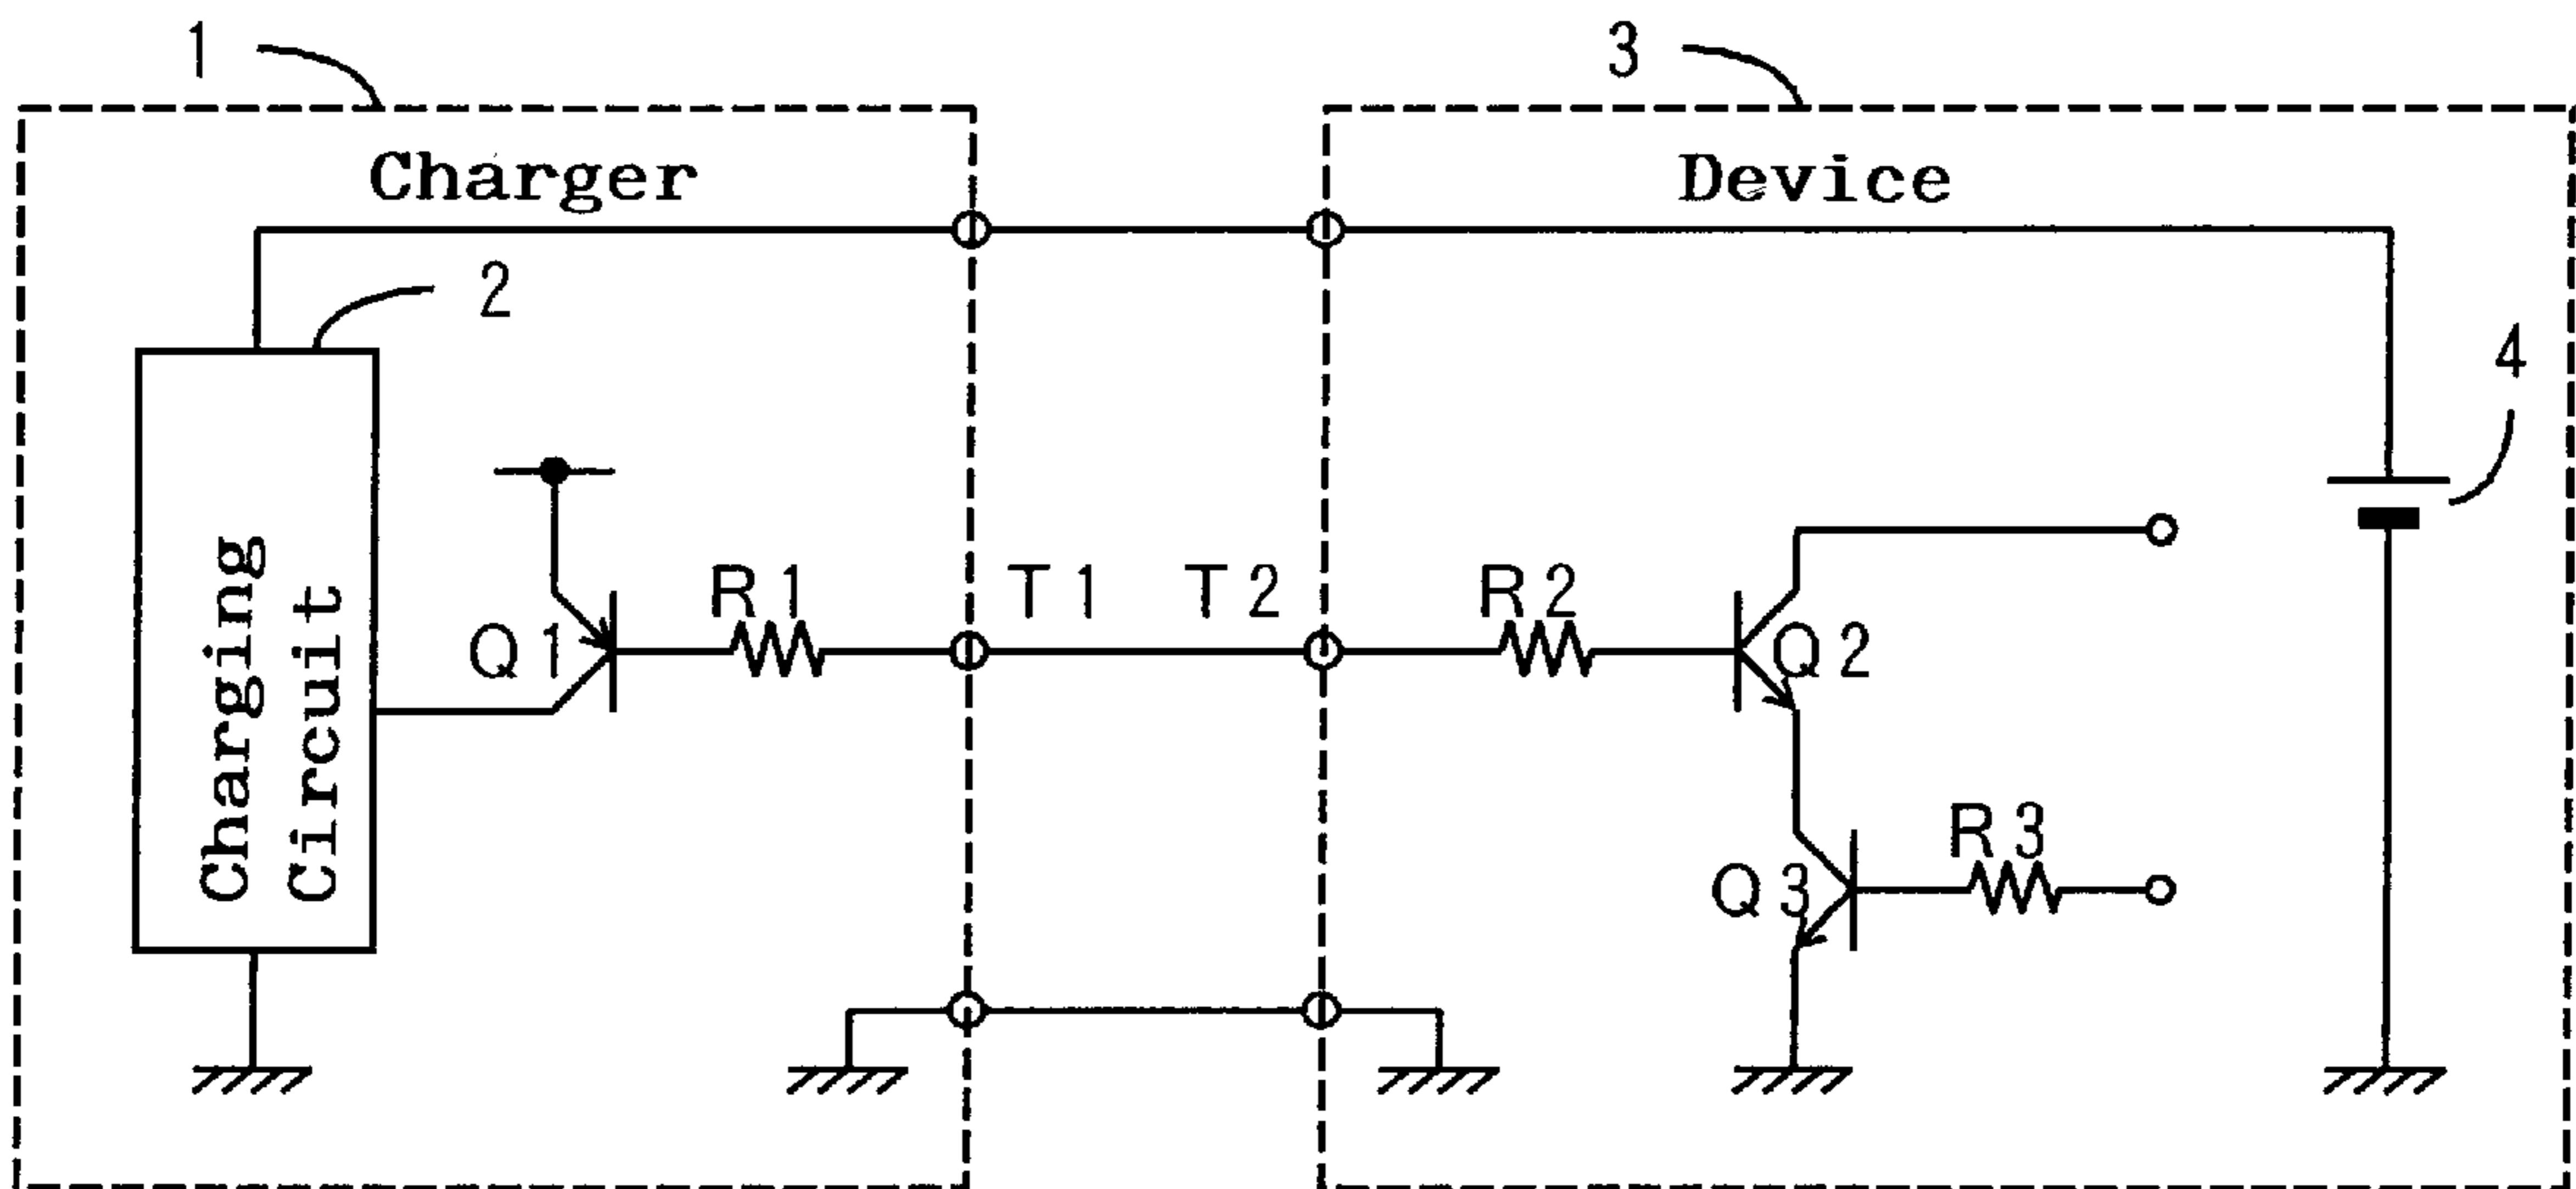 1
3
Charger
Device
2
4
Charging
Circuit
Q1
R1
T1
T2
R2
Q2
Q3
R3